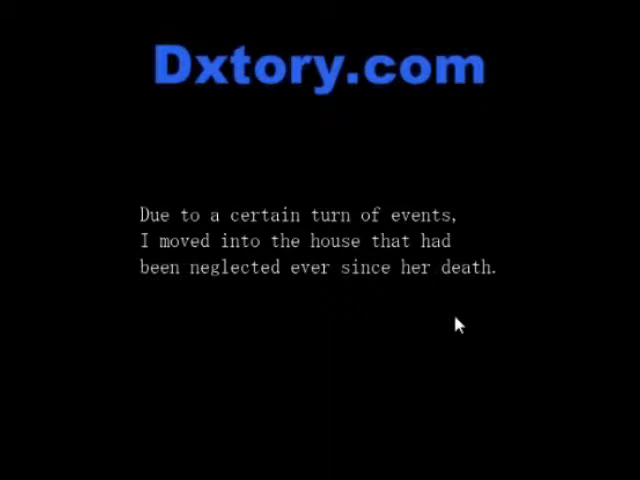 Dxtory.com
Due to a certain turn of events,
I moved into the house that had
been neglected ever since her death.